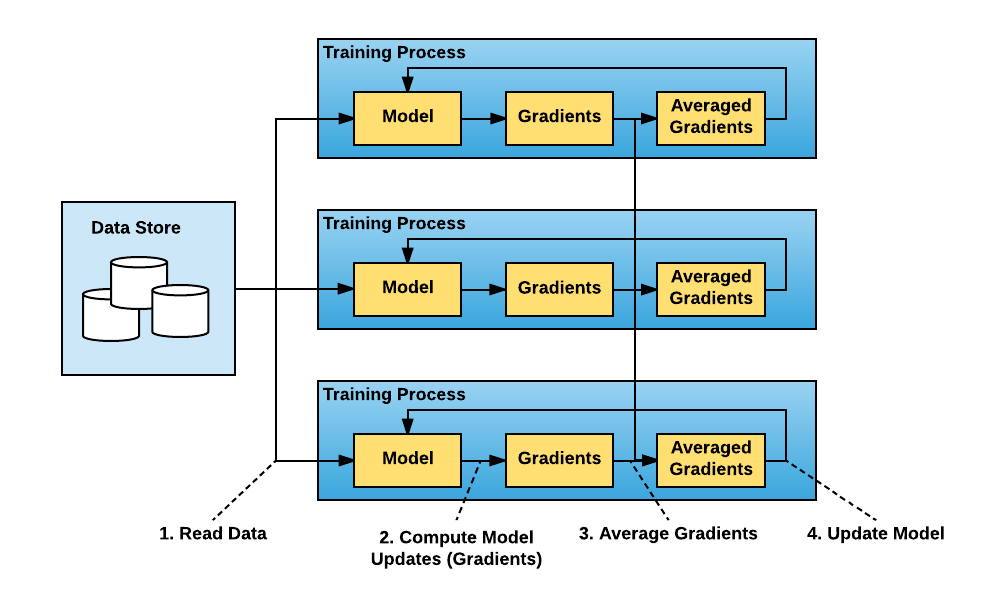 Training Process
Model
Gradients
Averaged
Gradients
Data Store
Training Process
Model
Gradients
Averaged
Gradients
Training Process
Model
Gradients
Averaged
Gradients
1. Read Data
2. Compute Model
Updates (Gradients)
3. Average Gradients
4. Update Model